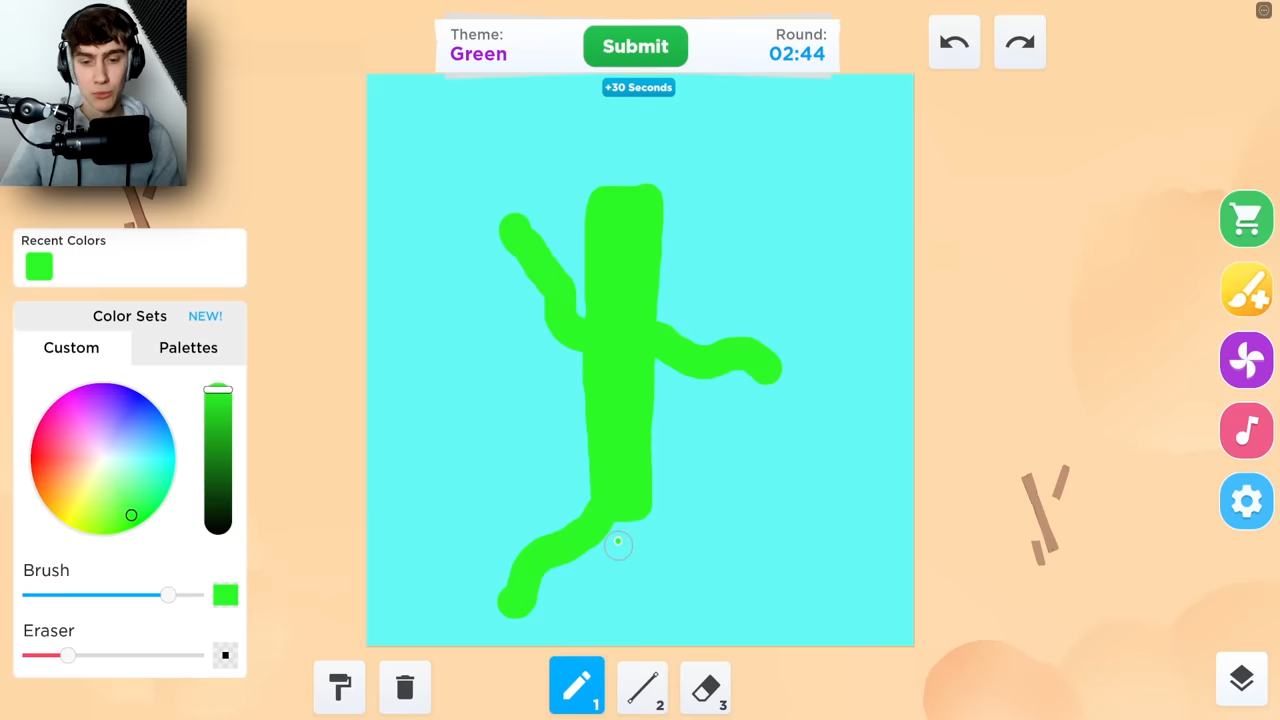 Theme:
Green
Submit
Round:
02:44
+30 Seconds
Recent Colors
Color Sets NEW!
Custom Palettes
Brush
Eraser
1
2
3